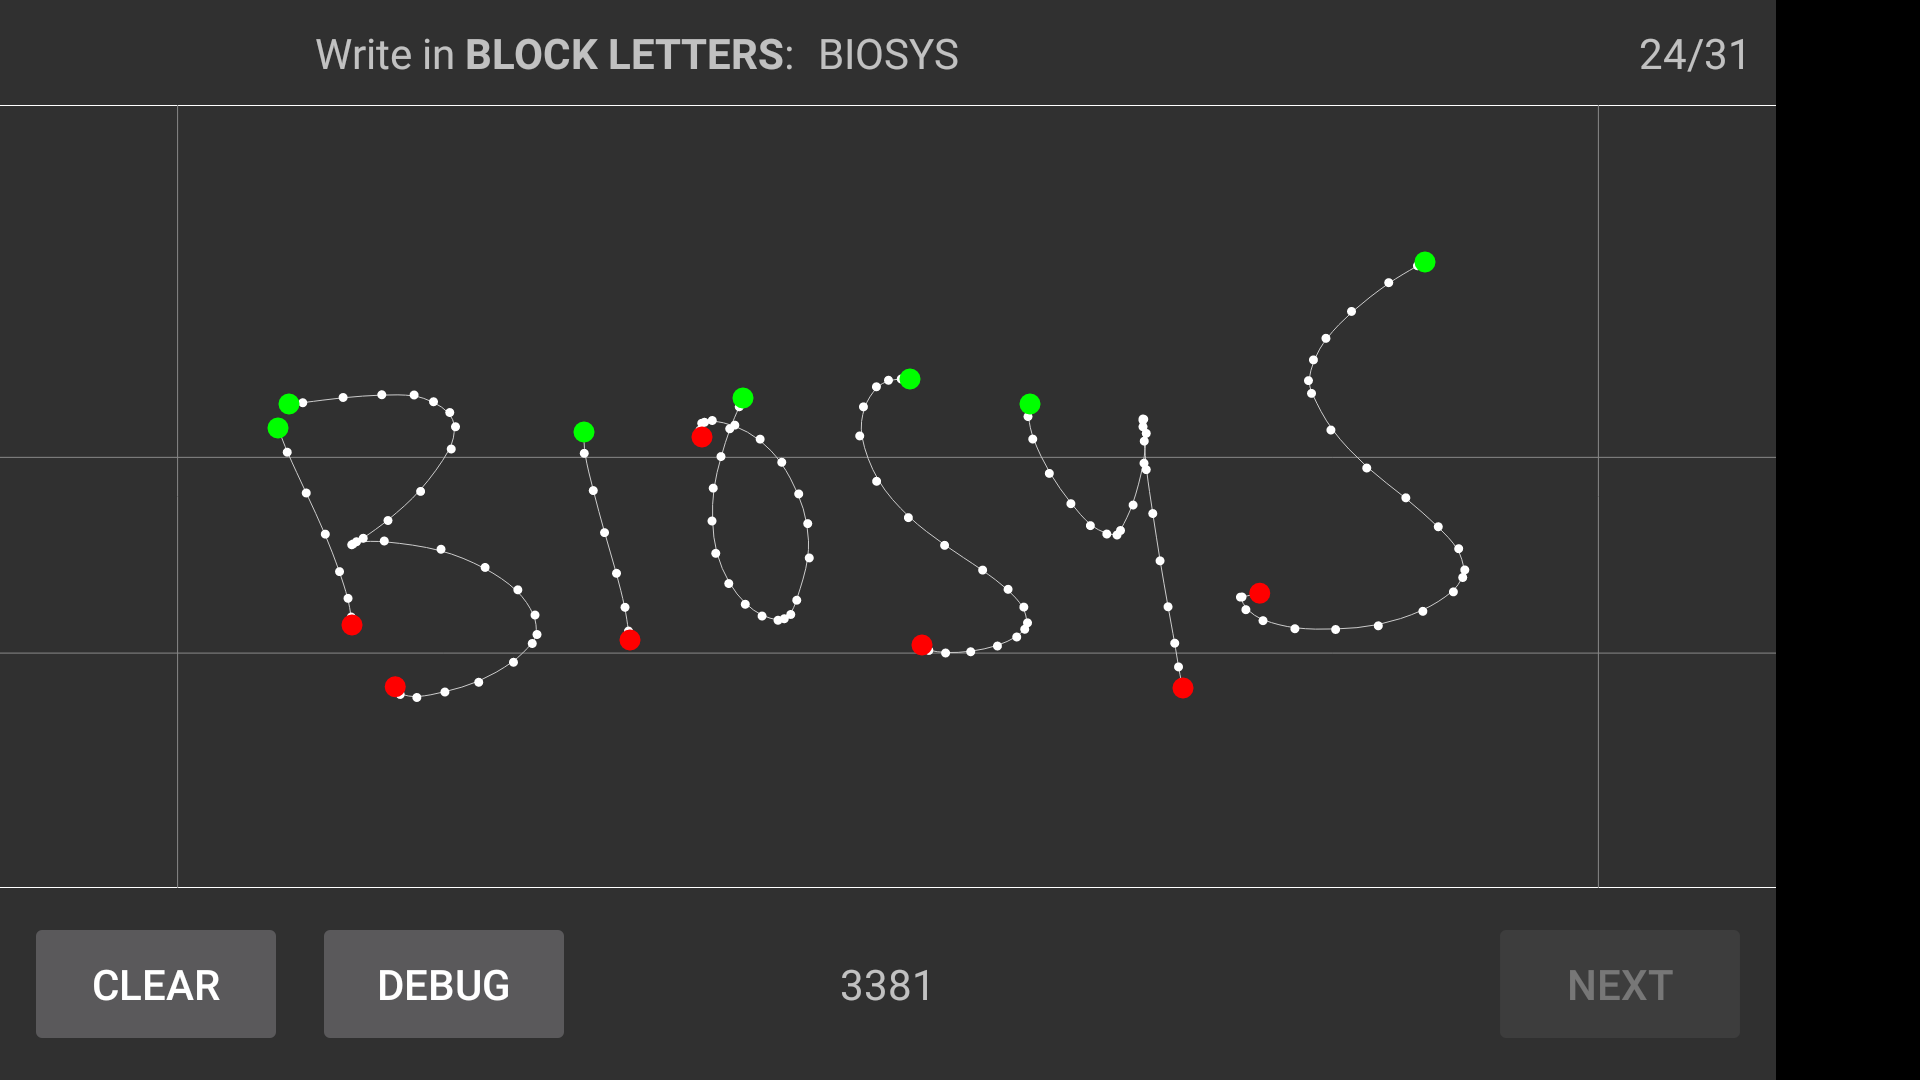 Write in BLOCK LETTERS: BIOSYS 24/31
BIOSYS
CLEAR DEBUG 3381 NEXT